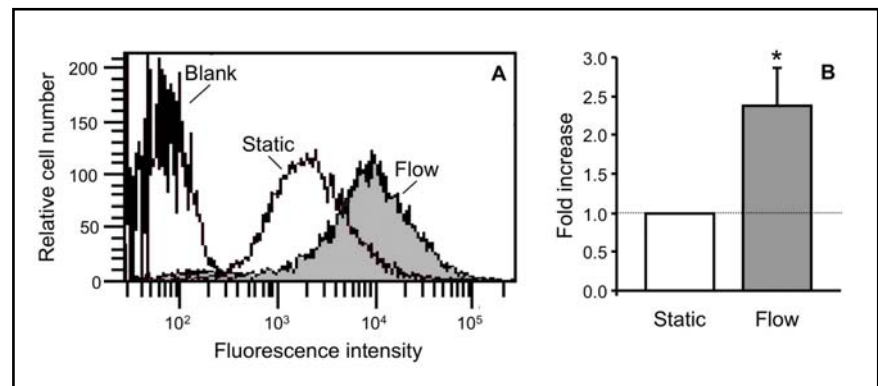 A
Blank
Static
Flow
Relative cell number
200
150
100
50
0
10²
10³
10⁴
10⁵
Fluorescence intensity
B
*
Fold increase
3.0
2.5
2.0
1.5
1.0
0.5
0.0
Static
Flow